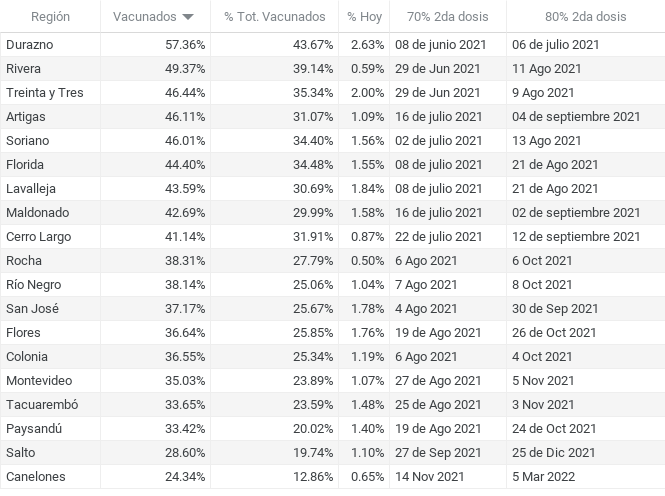 Región Vacunados % Tot. Vacunados % Hoy 70% 2da dosis 80% 2da dosis
Durazno 57.36% 43.67% 2.63% 08 de junio 2021 06 de julio 2021
Rivera 49.37% 39.14% 0.59% 29 de Jun 2021 11 Ago 2021
Treinta y Tres 46.44% 35.34% 2.00% 29 de Jun 2021 9 Ago 2021
Artigas 46.11% 31.07% 1.09% 16 de julio 2021 04 de septiembre 2021
Soriano 46.01% 34.40% 1.56% 02 de julio 2021 13 Ago 2021
Florida 44.40% 34.48% 1.55% 08 de julio 2021 21 de Ago 2021
Lavalleja 43.59% 30.69% 1.84% 08 de julio 2021 21 de Ago 2021
Maldonado 42.69% 29.99% 1.58% 16 de julio 2021 02 de septiembre 2021
Cerro Largo 41.14% 31.91% 0.87% 22 de julio 2021 12 de septiembre 2021
Rocha 38.31% 27.79% 0.50% 6 Ago 2021 6 Oct 2021
Río Negro 38.14% 25.06% 1.04% 7 Ago 2021 8 Oct 2021
San José 37.17% 25.67% 1.78% 4 Ago 2021 30 de Sep 2021
Flores 36.64% 25.85% 1.76% 19 de Ago 2021 26 de Oct 2021
Colonia 36.55% 25.34% 1.19% 6 Ago 2021 4 Oct 2021
Montevideo 35.03% 23.89% 1.07% 27 de Ago 2021 5 Nov 2021
Tacuarembó 33.65% 23.59% 1.48% 25 de Ago 2021 3 Nov 2021
Paysandú 33.42% 20.02% 1.40% 19 de Ago 2021 24 de Oct 2021
Salto 28.60% 19.74% 1.10% 27 de Sep 2021 25 de Dic 2021
Canelones 24.34% 12.86% 0.65% 14 Nov 2021 5 Mar 2022